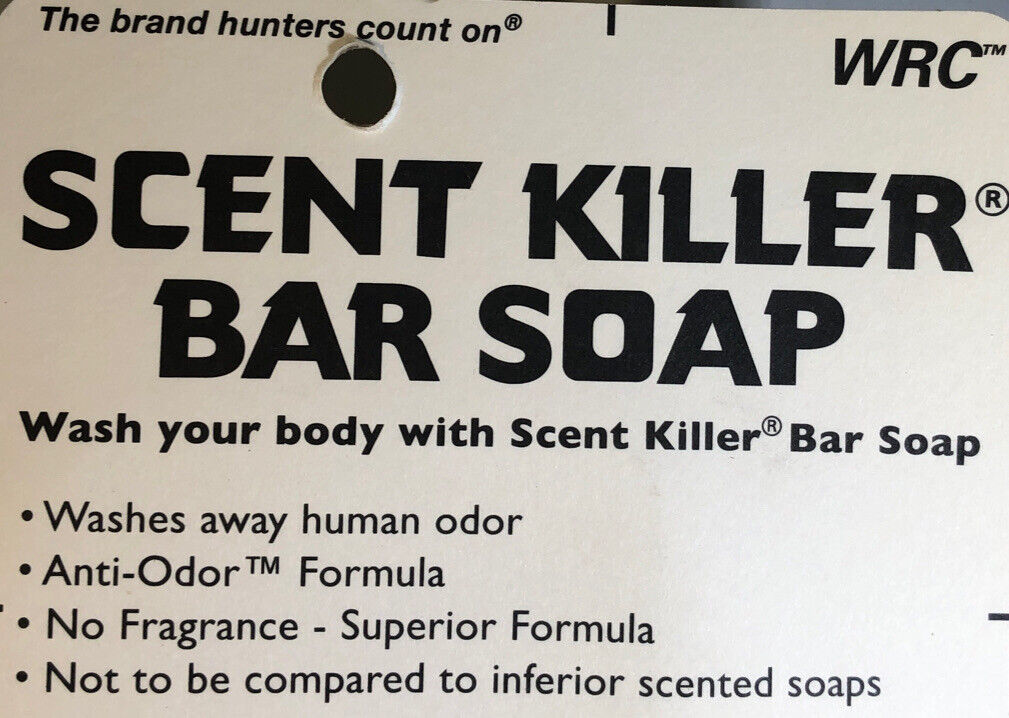 The brand hunters count on®
WRC™
SCENT KILLER®
BAR SOAP
Wash your body with Scent Killer® Bar Soap
• Washes away human odor
• Anti-Odor™ Formula
• No Fragrance - Superior Formula
• Not to be compared to inferior scented soaps